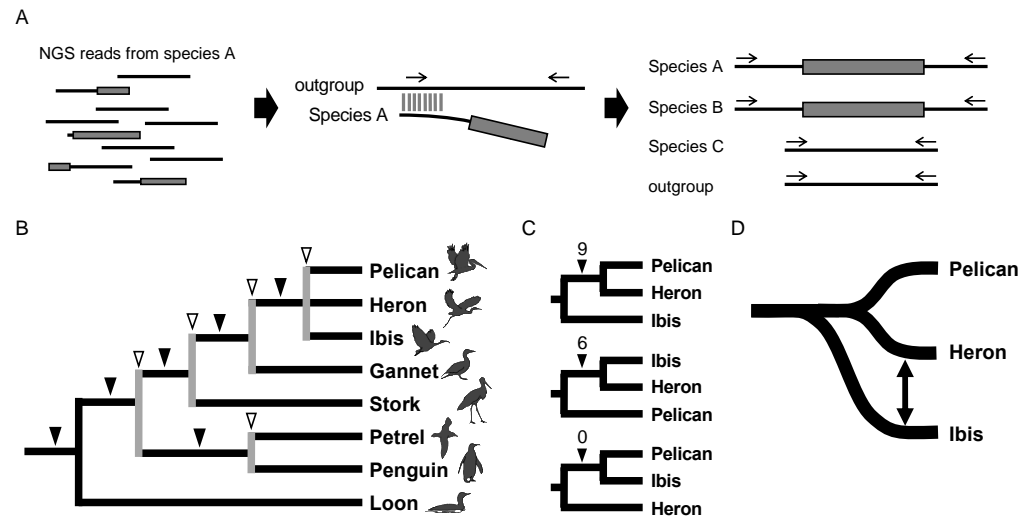 A
NGS reads from species A
outgroup
Species A
Species A
Species B
Species C
outgroup
B
Pelican
Heron
Ibis
Gannet
Stork
Petrel
Penguin
Loon
C
9
Pelican
Heron
Ibis
6
Ibis
Heron
Pelican
0
Pelican
Ibis
Heron
D
Pelican
Heron
Ibis